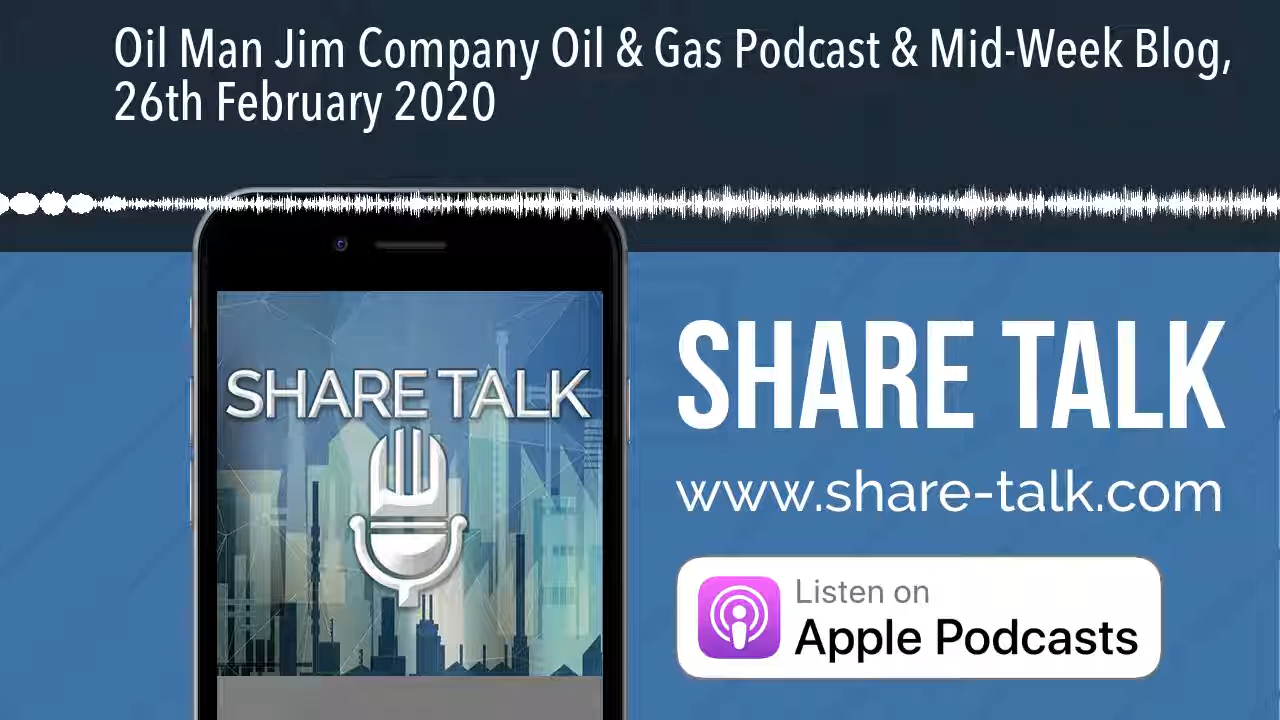 Oil Man Jim Company Oil & Gas Podcast & Mid-Week Blog,
26th February 2020
SHARE TALK
SHARE TALK
www.share-talk.com
Listen on
Apple Podcasts